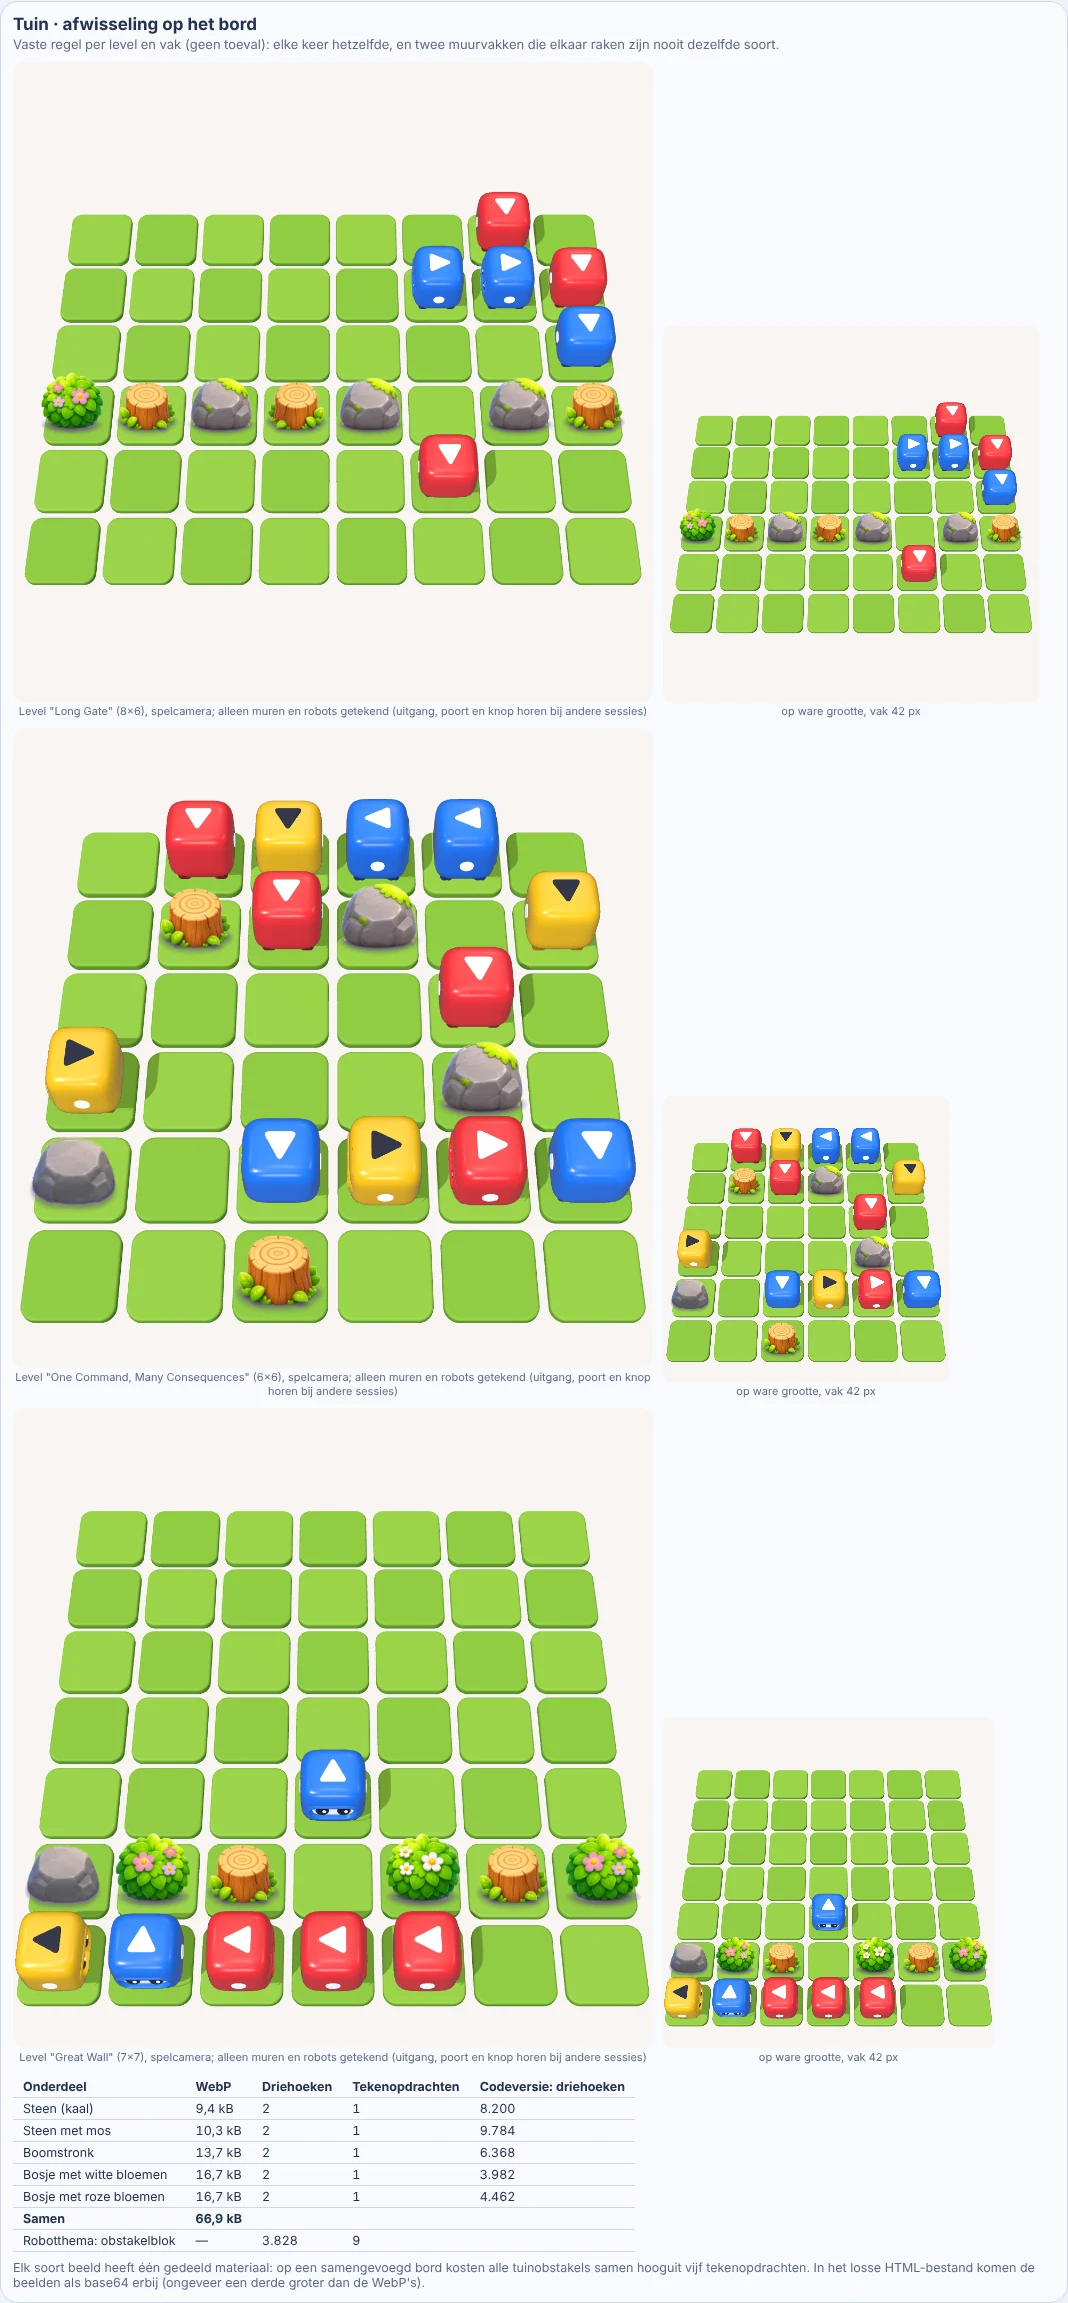 Tuin · afwisseling op het bord
Vaste regel per level en vak (geen toeval): elke keer hetzelfde, en twee muurvakken die elkaar raken zijn nooit dezelfde soort.
Level "Long Gate" (8×6), spelcamera; alleen muren en robots getekend (uitgang, poort en knop horen bij andere sessies)
op ware grootte, vak 42 px
Level "One Command, Many Consequences" (6×6), spelcamera; alleen muren en robots getekend (uitgang, poort en knop
horen bij andere sessies)
op ware grootte, vak 42 px
Level "Great Wall" (7×7), spelcamera; alleen muren en robots getekend (uitgang, poort en knop horen bij andere sessies)
op ware grootte, vak 42 px
Onderdeel WebP Driehoeken Tekenopdrachten Codeversie: driehoeken
Steen (kaal) 9,4 kB 2 1 8.200
Steen met mos 10,3 kB 2 1 9.784
Boomstronk 13,7 kB 2 1 6.368
Bosje met witte bloemen 16,7 kB 2 1 3.982
Bosje met roze bloemen 16,7 kB 2 1 4.462
Samen 66,9 kB
Robotthema: obstakelblok — 3.828 9
Elk soort beeld heeft één gedeeld materiaal: op een samengevoegd bord kosten alle tuinobstakels samen hooguit vijf tekenopdrachten. In het losse HTML-bestand komen de
beelden als base64 erbij (ongeveer een derde groter dan de WebP's).